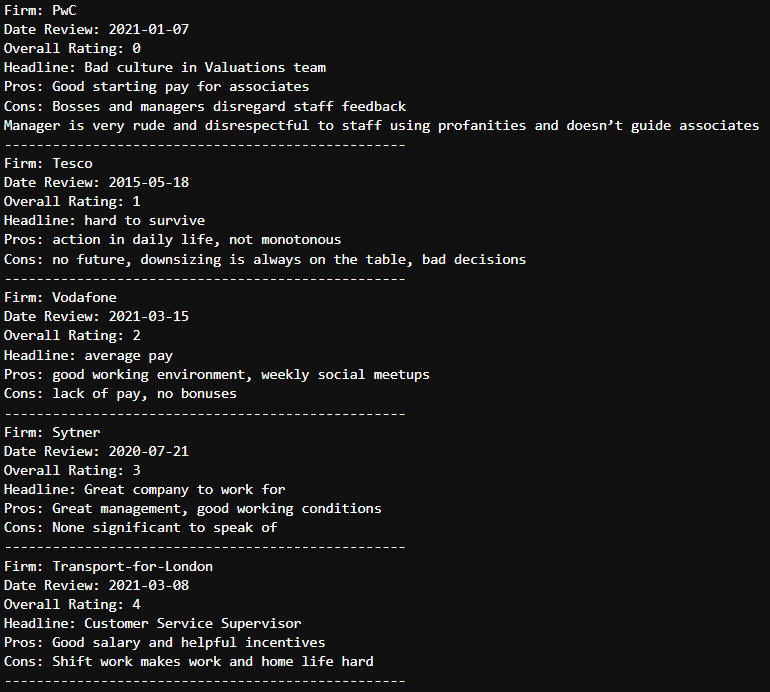 Firm: PwC
Date Review: 2021-01-07
Overall Rating: 0
Headline: Bad culture in Valuations team
Pros: Good starting pay for associates
Cons: Bosses and managers disregard staff feedback
Manager is very rude and disrespectful to staff using profanities and doesn’t guide associates
--------------------------------------------------
Firm: Tesco
Date Review: 2015-05-18
Overall Rating: 1
Headline: hard to survive
Pros: action in daily life, not monotonous
Cons: no future, downsizing is always on the table, bad decisions
--------------------------------------------------
Firm: Vodafone
Date Review: 2021-03-15
Overall Rating: 2
Headline: average pay
Pros: good working environment, weekly social meetups
Cons: lack of pay, no bonuses
--------------------------------------------------
Firm: Sytner
Date Review: 2020-07-21
Overall Rating: 3
Headline: Great company to work for
Pros: Great management, good working conditions
Cons: None significant to speak of
--------------------------------------------------
Firm: Transport-for-London
Date Review: 2021-03-08
Overall Rating: 4
Headline: Customer Service Supervisor
Pros: Good salary and helpful incentives
Cons: Shift work makes work and home life hard
--------------------------------------------------